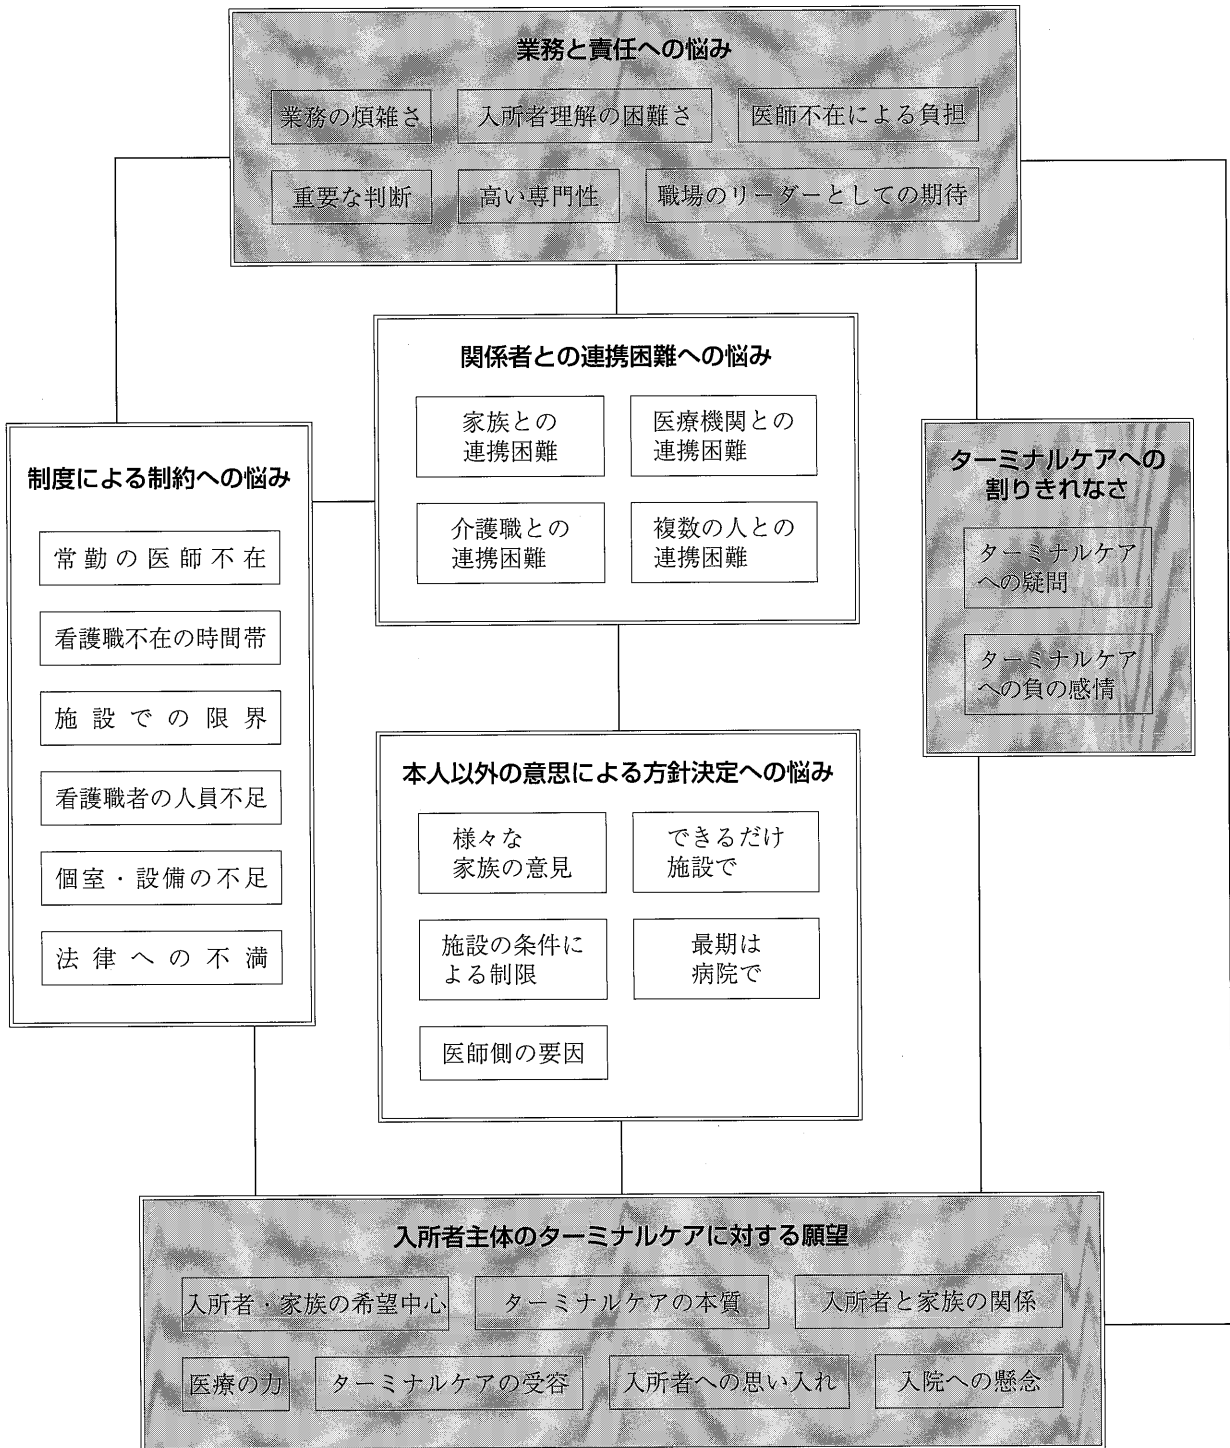 業務と責任への悩み
業務の煩雑さ
入所者理解の困難さ
医師不在による負担
重要な判断
高い専門性
職場のリーダーとしての期待
関係者との連携困難への悩み
家族との
連携困難
医療機関との
連携困難
介護職との
連携困難
複数の人との
連携困難
制度による制約への悩み
常勤の医師不在
看護職不在の時間帯
施設での限界
看護職者の人員不足
個室・設備の不足
法律への不満
ターミナルケアへの
割りきれなさ
ターミナルケア
への疑問
ターミナルケア
への負の感情
本人以外の意思による方針決定への悩み
様々な
家族の意見
できるだけ
施設で
施設の条件に
よる制限
最期は
病院で
医師側の要因
入所者主体のターミナルケアに対する願望
入所者・家族の希望中心
ターミナルケアの本質
入所者と家族の関係
医療の力
ターミナルケアの受容
入所者への思い入れ
入院への懸念